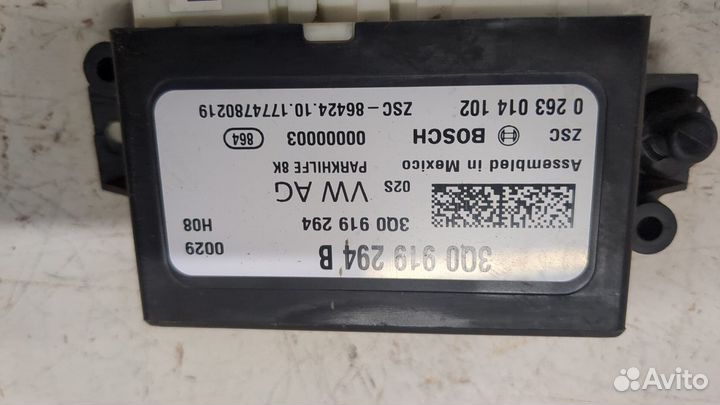 3Q0 919 294 B
0029
3Q0 919 294
H08
VW AG
02S
PARKHILFE 8K
Assembled in Mexico
00000003
864
BOSCH
ZSC
ZSC-86424.10.1774780219
0 263 014 102
Avito